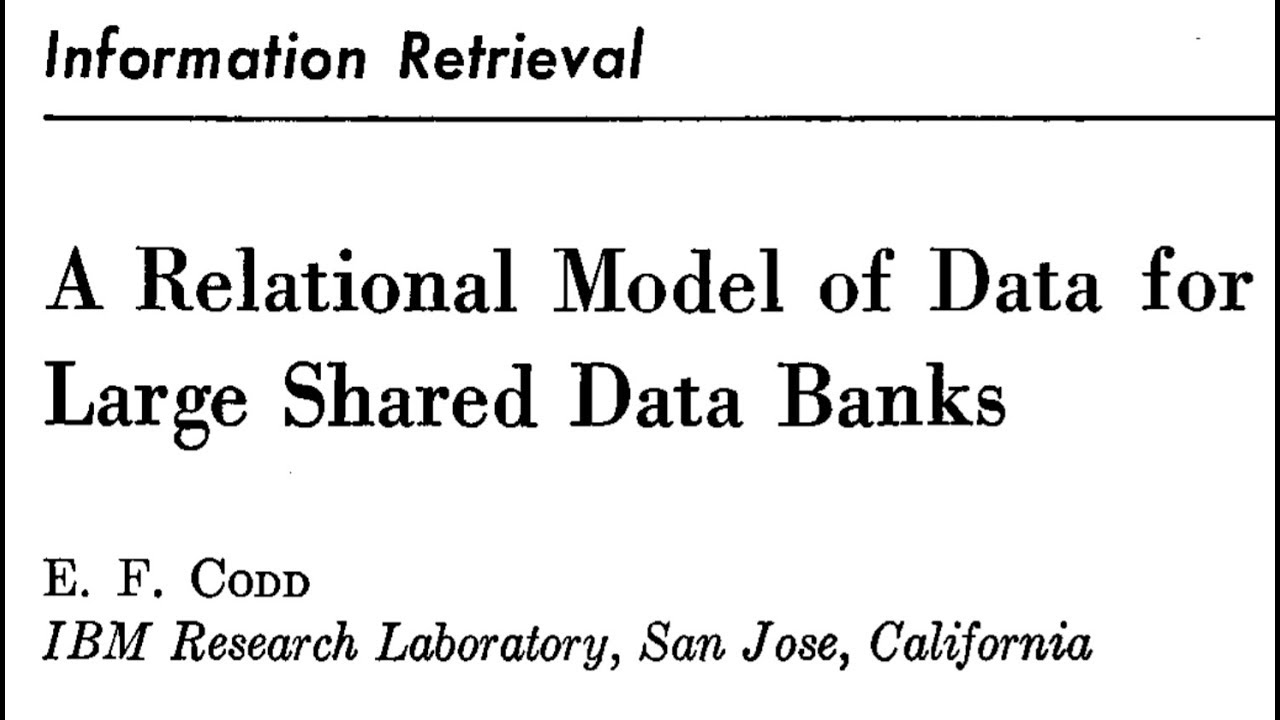 Information Retrieval
A Relational Model of Data for
Large Shared Data Banks
E. F. CODD
IBM Research Laboratory, San Jose, California